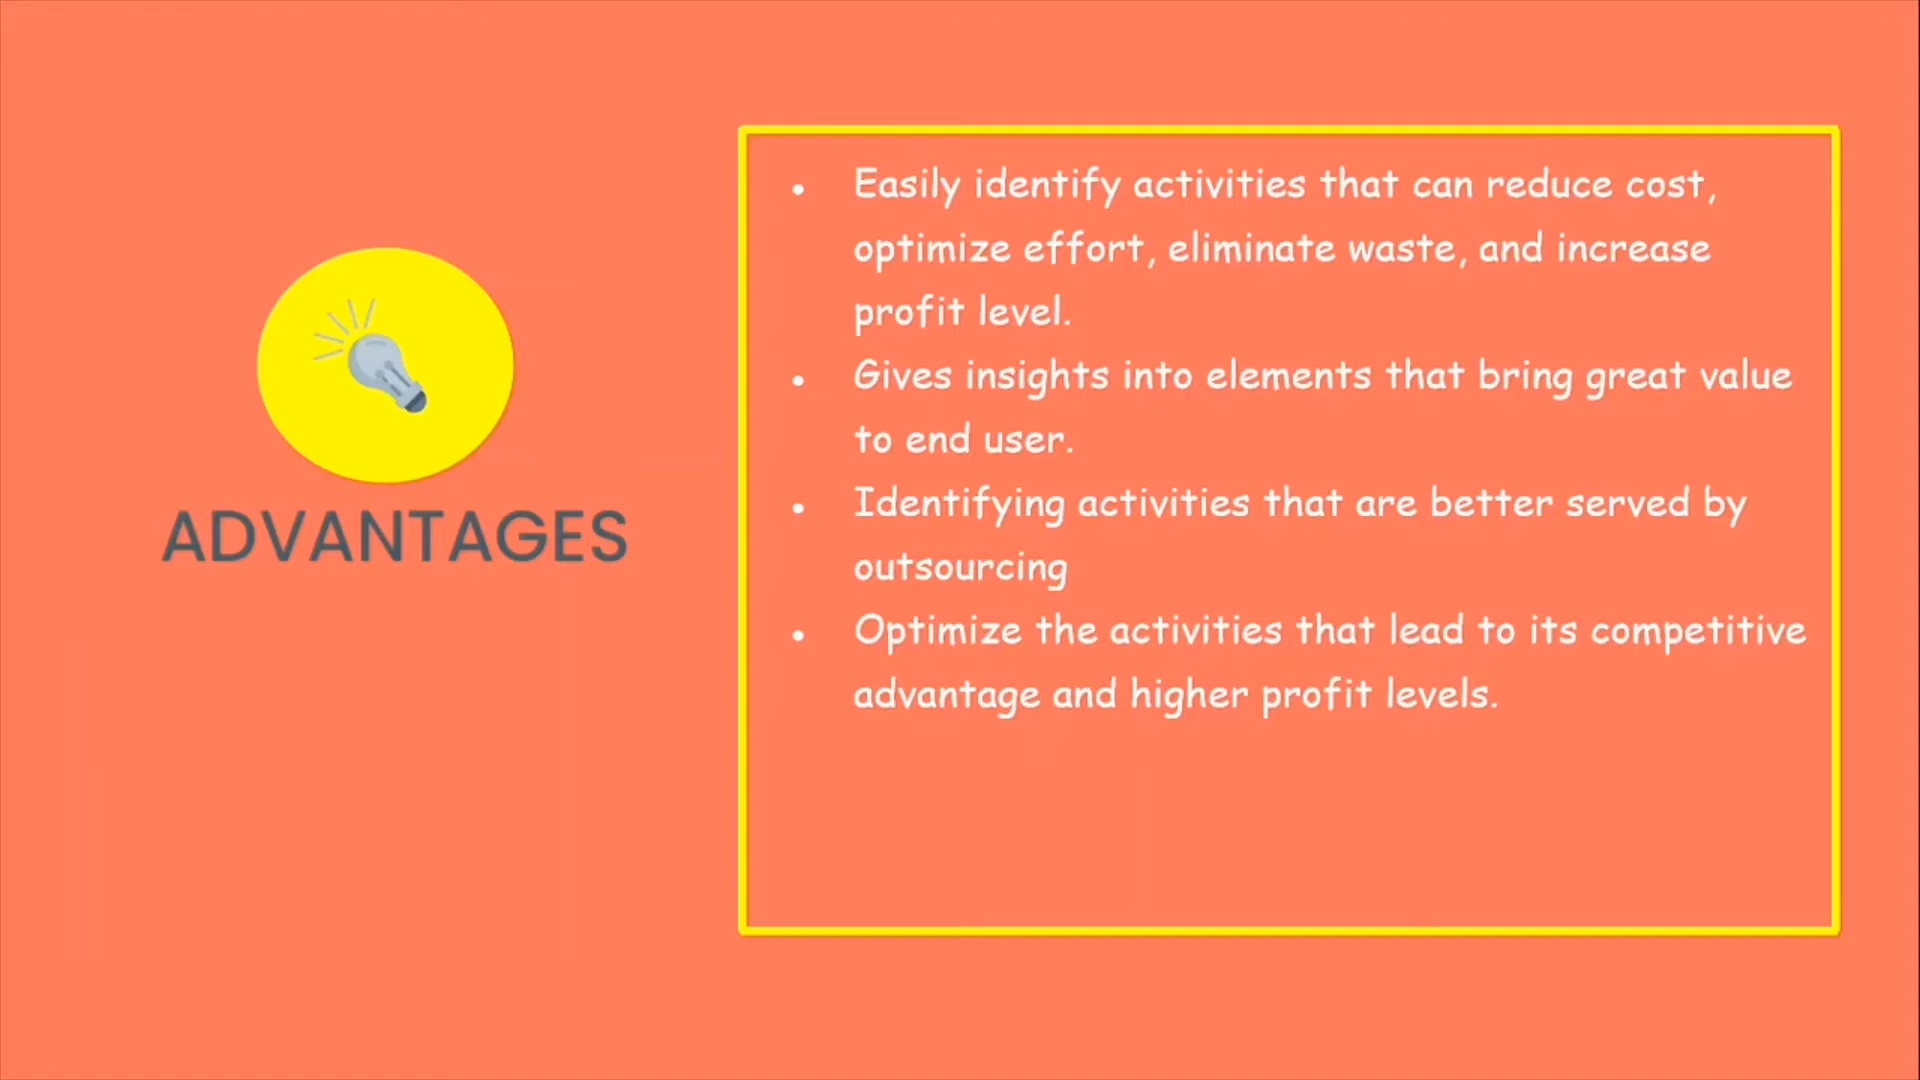 ADVANTAGES
• Easily identify activities that can reduce cost,
optimize effort, eliminate waste, and increase
profit level.
• Gives insights into elements that bring great value
to end user.
• Identifying activities that are better served by
outsourcing
• Optimize the activities that lead to its competitive
advantage and higher profit levels.